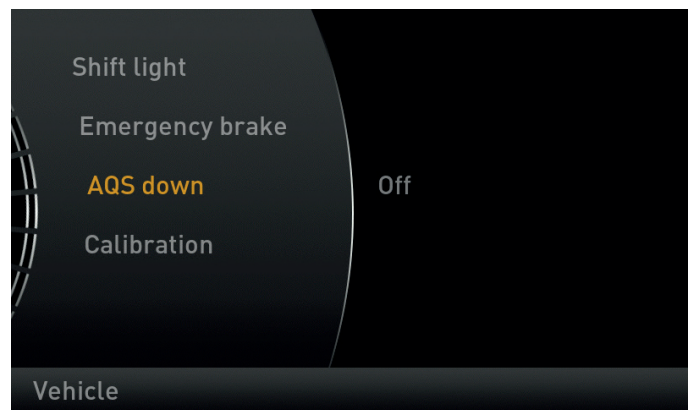 Shift light
Emergency brake
AQS down
Off
Calibration
Vehicle